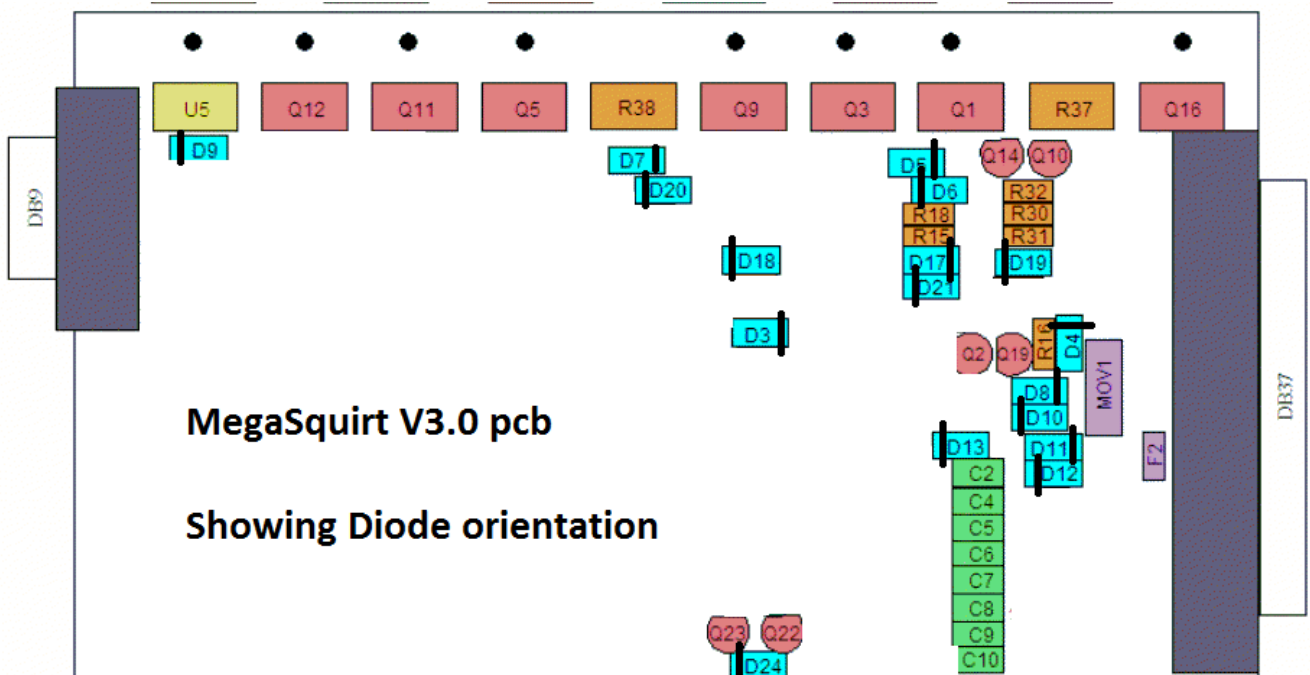 U5 Q12 Q11 Q5 R38 Q9 Q3 Q1 R37 Q16
D9 D7 D5 Q14 Q10
D20 D6 R32
DB9 R18 R30
R15 R31
D18 D17 D19
D21
D3 Q2 Q19 R16 D4
MOV1
D8 DB37
MegaSquirt V3.0 pcb D10
D13 D11 F2
C2 D12
C4
Showing Diode orientation C5
C6
C7
C8
Q23 Q22 C9
D24 C10